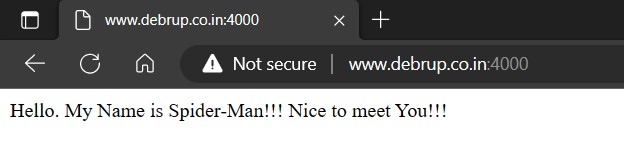 www.debrup.co.in:4000
Not secure | www.debrup.co.in:4000
Hello. My Name is Spider-Man!!! Nice to meet You!!!